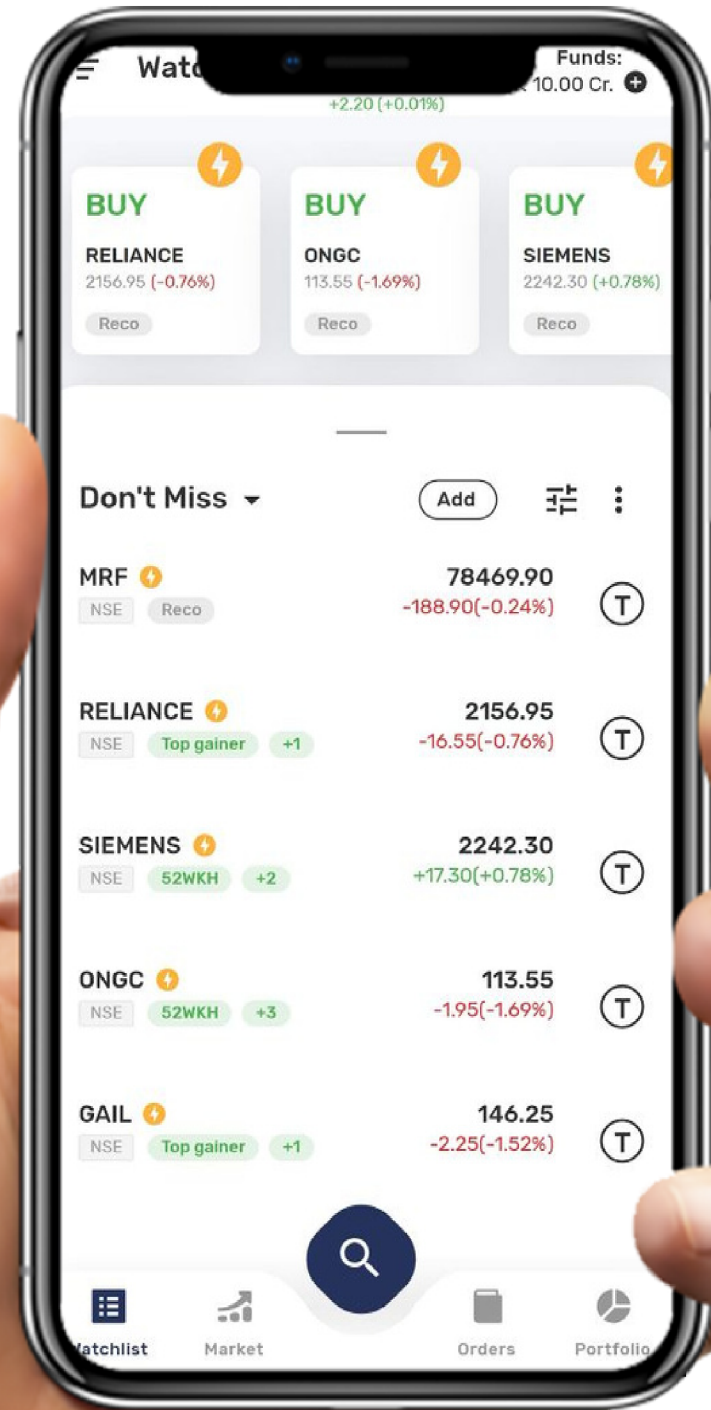 Funds:
10.00 Cr.
+2.20 (+0.01%)
BUY
BUY
BUY
RELIANCE
ONGC
SIEMENS
2156.95 (-0.76%)
113.55 (-1.69%)
2242.30 (+0.78%)
Reco
Reco
Reco
Don't Miss
Add
MRF
78469.90
NSE Reco
-188.90(-0.24%)
T
RELIANCE
2156.95
NSE Top gainer +1
-16.55(-0.76%)
T
SIEMENS
2242.30
NSE 52WKH +2
+17.30(+0.78%)
T
ONGC
113.55
NSE 52WKH +3
-1.95(-1.69%)
T
GAIL
146.25
NSE Top gainer +1
-2.25(-1.52%)
T
Watchlist
Market
Orders
Portfolio